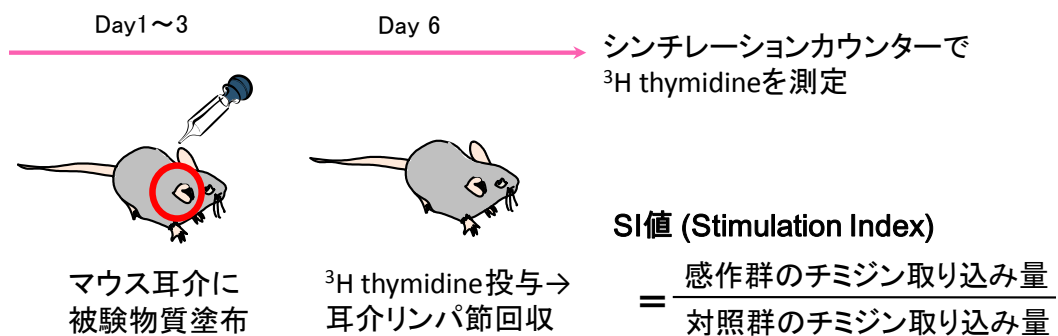 Day1～3
Day 6
シンチレーションカウンターで
³H thymidineを測定
マウス耳介に
被験物質塗布
³H thymidine投与→
耳介リンパ節回収
SI値 (Stimulation Index)
＝
感作群のチミジン取り込み量
対照群のチミジン取り込み量